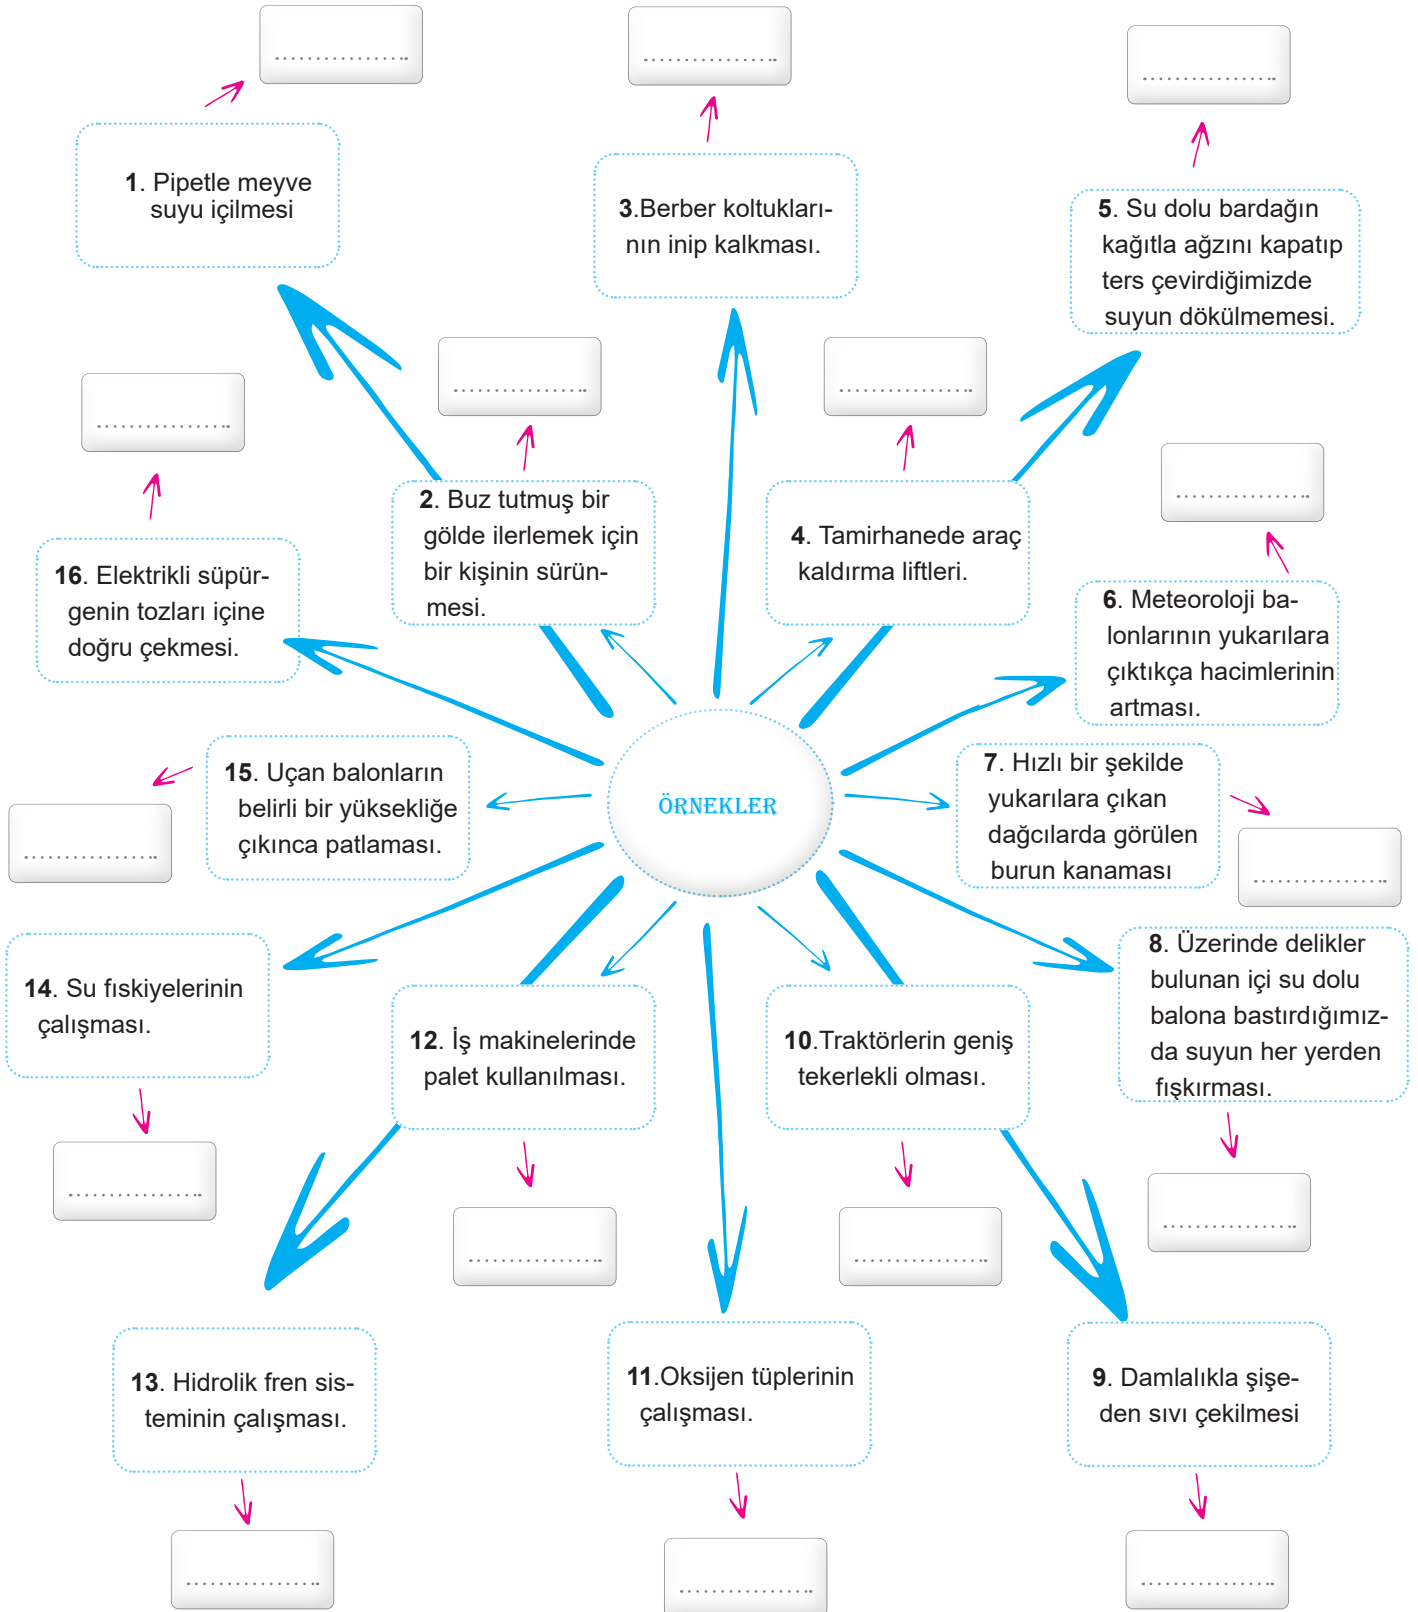 1. Pipetle meyve
suyu içilmesi
3.Berber koltukları-
nın inip kalkması.
5. Su dolu bardağın
kağıtla ağzını kapatıp
ters çevirdiğimizde
suyun dökülmemesi.
2. Buz tutmuş bir
gölde ilerlemek için
bir kişinin sürün-
mesi.
4. Tamirhanede araç
kaldırma liftleri.
16. Elektrikli süpür-
genin tozları içine
doğru çekmesi.
6. Meteoroloji ba-
lonlarının yukarılara
çıktıkça hacimlerinin
artması.
15. Uçan balonların
belirli bir yüksekliğe
çıkınca patlaması.
ÖRNEKLER
7. Hızlı bir şekilde
yukarılara çıkan
dağcılarda görülen
burun kanaması
14. Su fıskiyelerinin
çalışması.
12. İş makinelerinde
palet kullanılması.
10.Traktörlerin geniş
tekerlekli olması.
8. Üzerinde delikler
bulunan içi su dolu
balona bastırdığımız-
da suyun her yerden
fışkırması.
13. Hidrolik fren sis-
teminin çalışması.
11.Oksijen tüplerinin
çalışması.
9. Damlalıkla şişe-
den sıvı çekilmesi